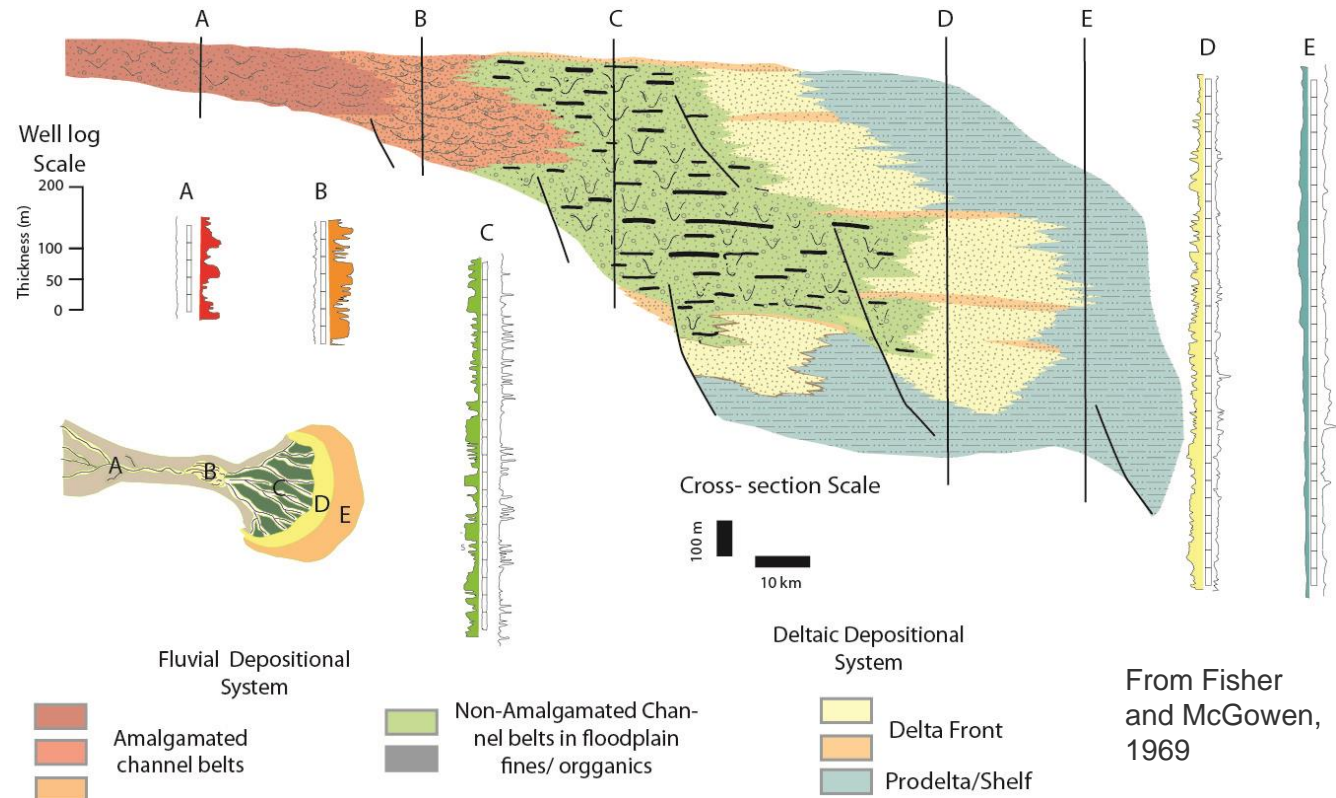 A
B
C
D
E
D
E
Well log
Scale
200
100
50
0
Thickness (m)
A
B
C
A
B
C
D
E
Cross- section Scale
100 m
10 km
Fluvial Depositional
System
Amalgamated
channel belts
Non-Amalgamated Chan-
nel belts in floodplain
fines/ orgganics
Deltaic Depositional
System
Delta Front
Prodelta/Shelf
From Fisher
and McGowen,
1969